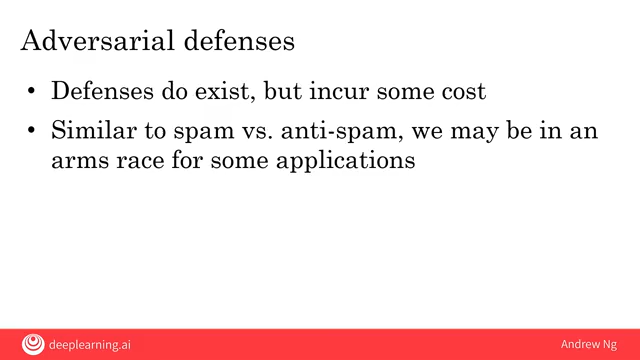 Adversarial defenses
• Defenses do exist, but incur some cost
• Similar to spam vs. anti-spam, we may be in an
arms race for some applications
deeplearning.ai
Andrew Ng